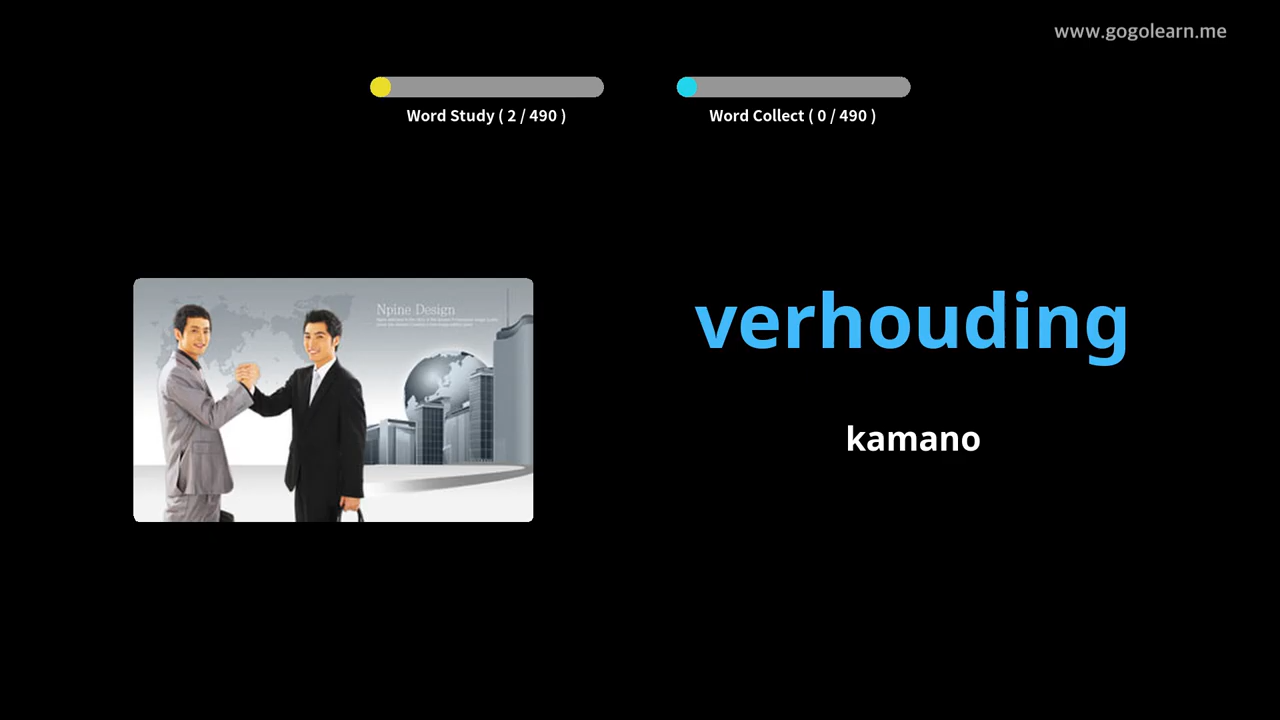 www.gogolearn.me
Word Study ( 2 / 490 )
Word Collect ( 0 / 490 )
Npine Design
verhouding
kamano